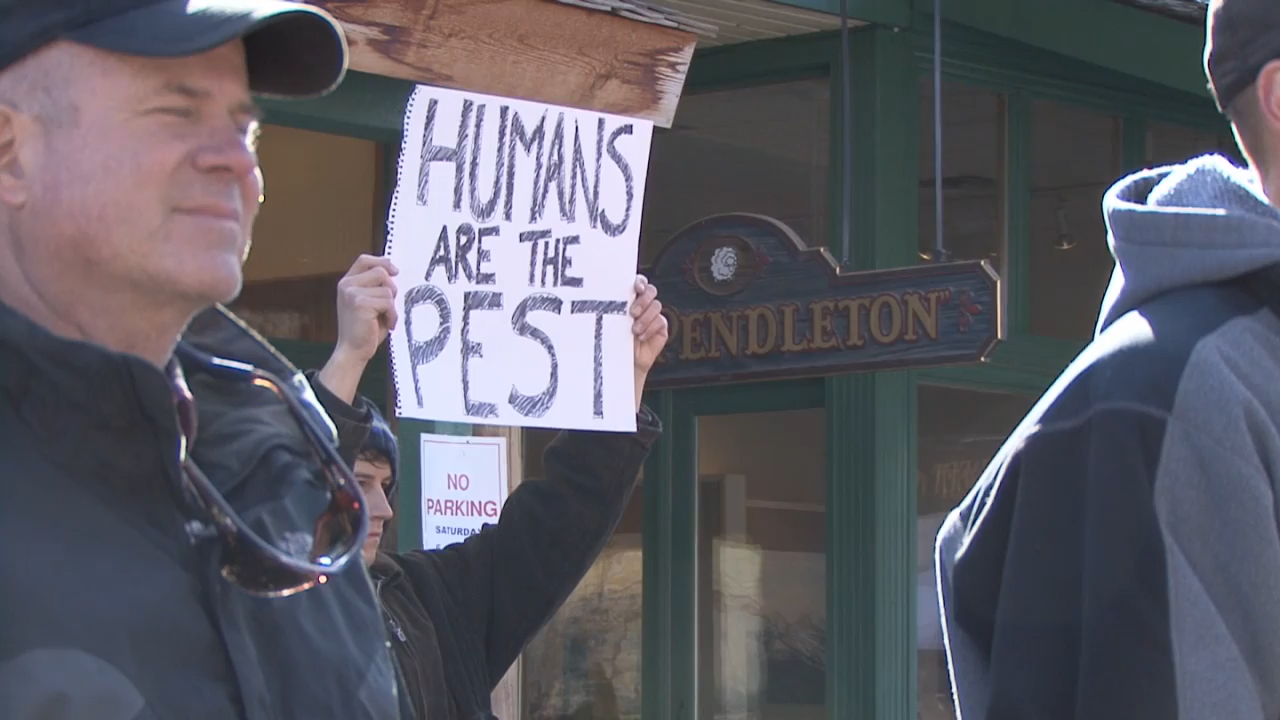 HUMANS
ARE THE
PEST
PENDLETON
NO
PARKING
SATURDAY